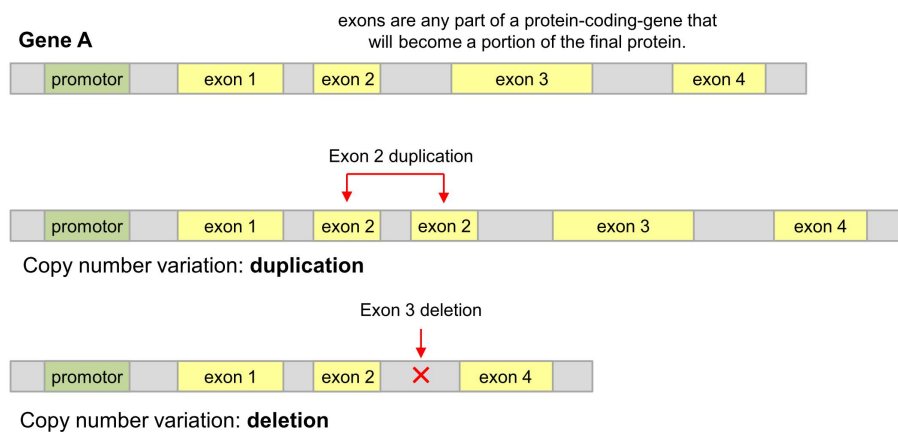 exons are any part of a protein-coding-gene that
will become a portion of the final protein.
Gene A
promotor exon 1 exon 2 exon 3 exon 4
Exon 2 duplication
promotor exon 1 exon 2 exon 2 exon 3 exon 4
Copy number variation: duplication
Exon 3 deletion
promotor exon 1 exon 2 exon 4
Copy number variation: deletion